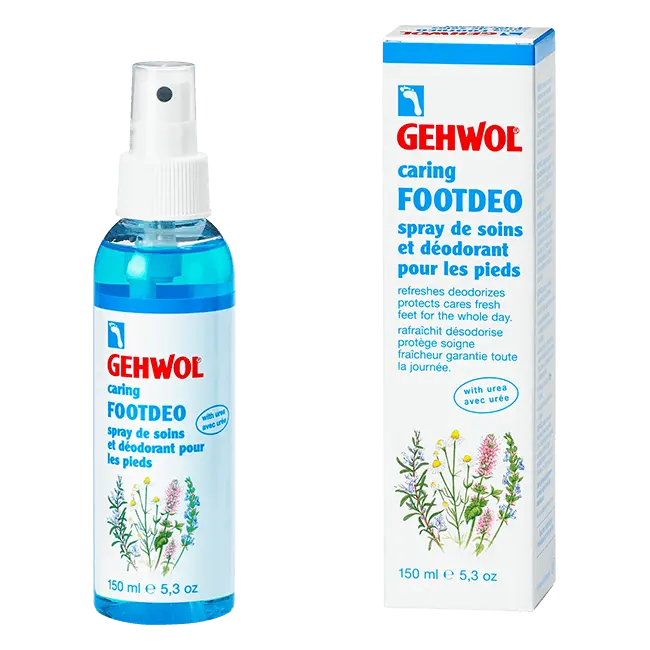 GEHWOL®
caring
FOOTDEO
with urea
avec urée
spray de soins
et déodorant pour
les pieds
150 ml e 5,3 oz
GEHWOL
GEHWOL®
caring
FOOTDEO
spray de soins
et déodorant
pour les pieds
refreshes deodorizes
protects cares fresh
feet for the whole day.
rafraîchit désodorise
protège soigne
fraîcheur garantie toute
la journée.
with urea
avec urée
150 ml e 5,3 oz